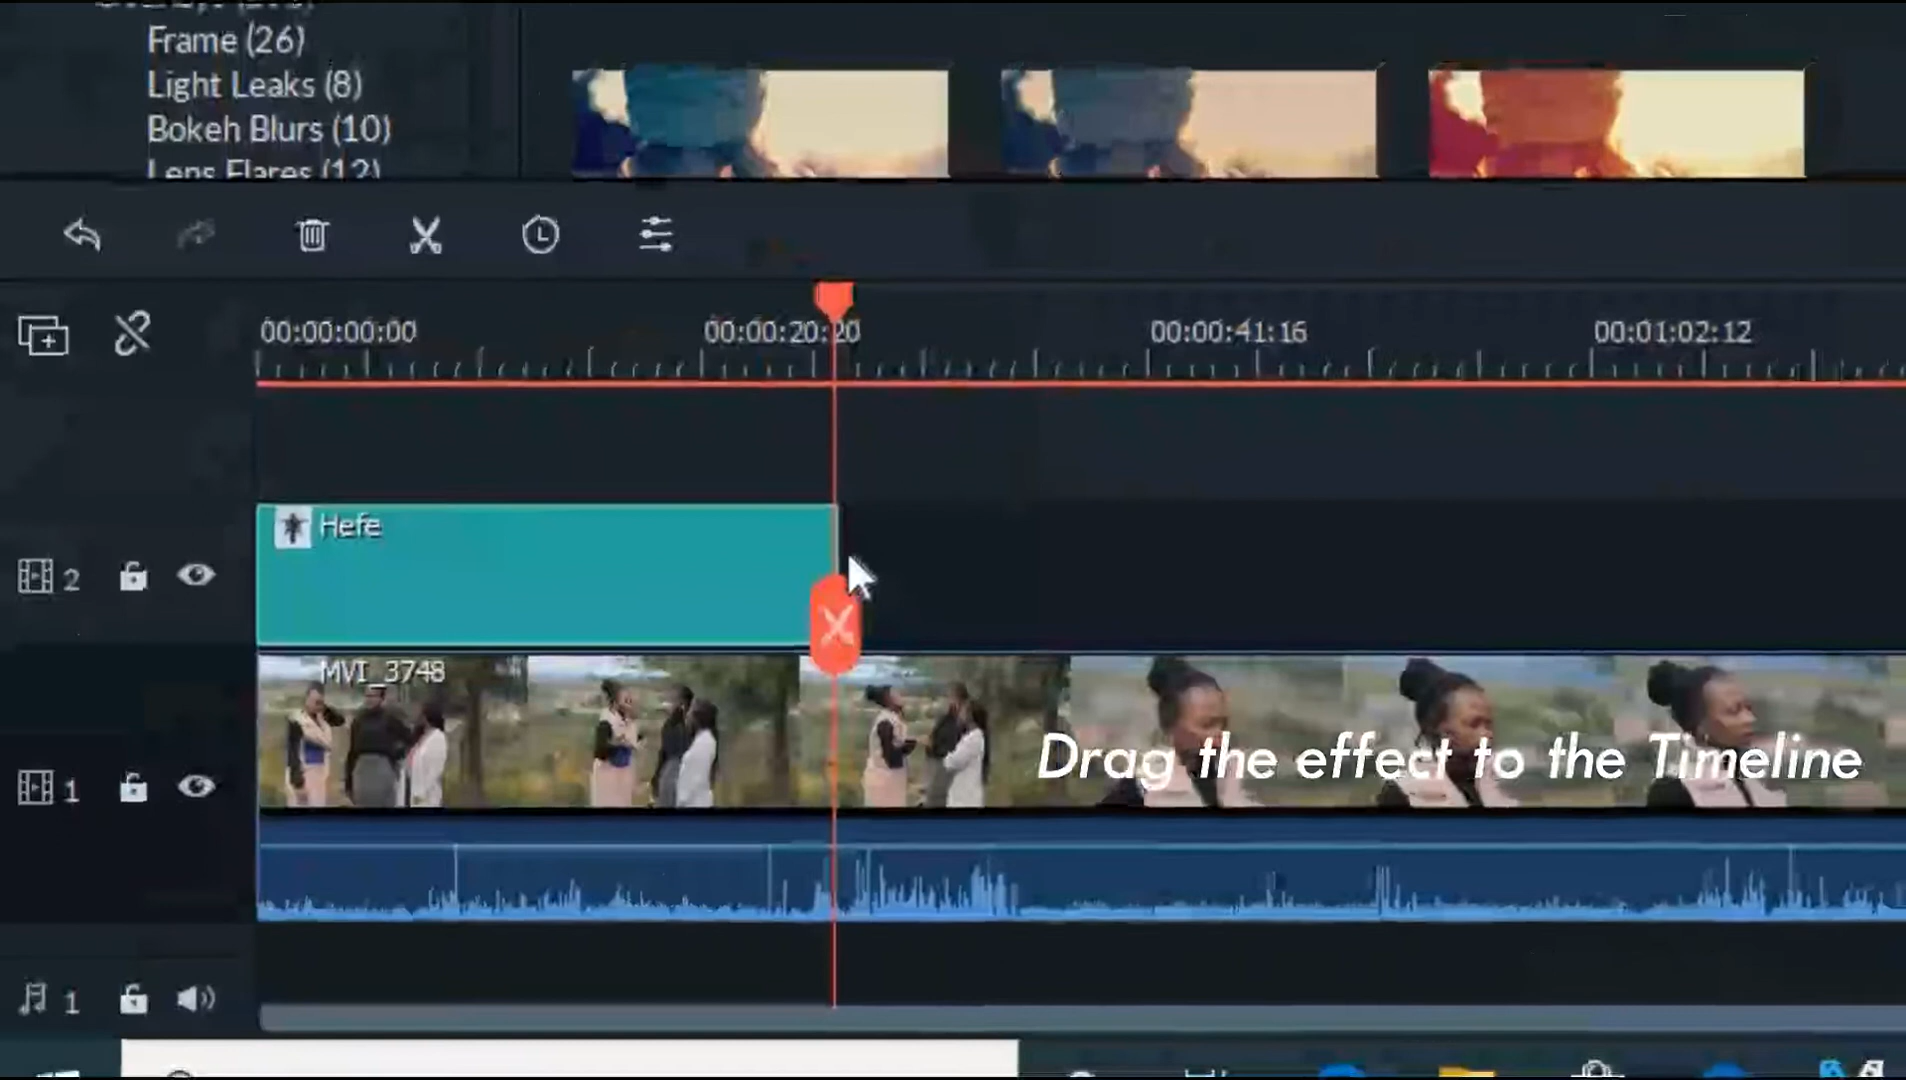 Frame (26)
Light Leaks (8)
Bokeh Blurs (10)
Lens Flares (12)
00:00:00:00
00:00:20:20
00:00:41:16
00:01:02:12
Hefe
2
MVI_3748
Drag the effect to the Timeline
1
1